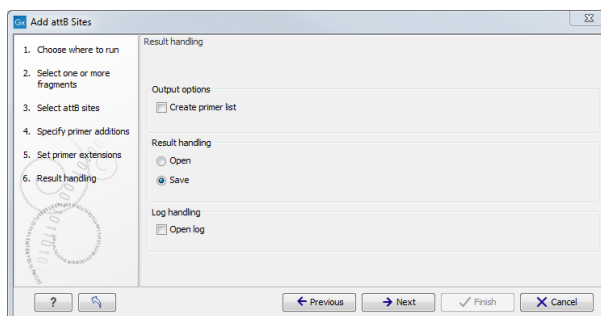 Gx Add attB Sites
1. Choose where to run
2. Select one or more
fragments
3. Select attB sites
4. Specify primer additions
5. Set primer extensions
6. Result handling
Result handling
Output options
Create primer list
Result handling
Open
Save
Log handling
Open log
?
Previous
Next
Finish
Cancel